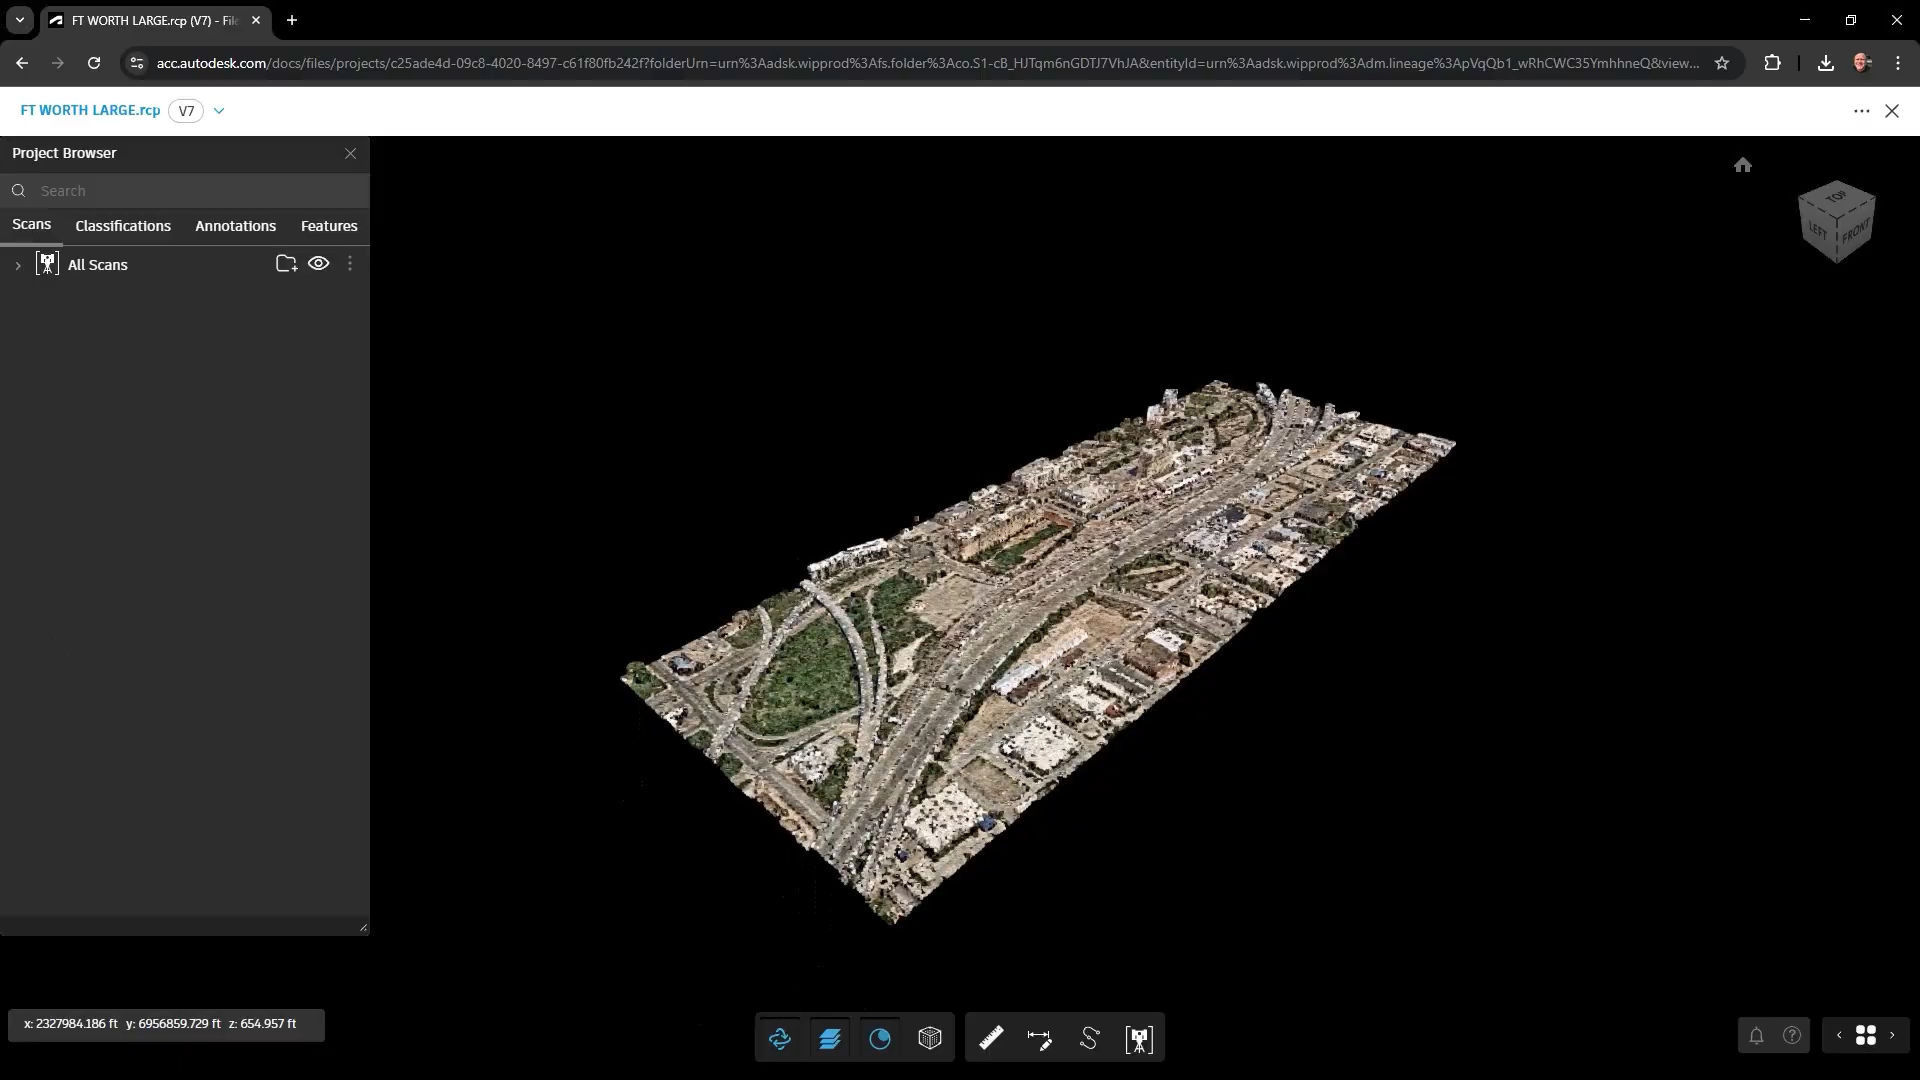 FT WORTH LARGE.rcp (V7) - File
acc.autodesk.com/docs/files/projects/c25ade4d-09c8-4020-8497-c61f80fb242f?folderUrn=urn%3Aadsk.wipprod%3Afs.folder%3Aco.S1-cB_HJTqm6nGDTJ7VhJA&entityId=urn%3Aadsk.wipprod%3Adm.lineage%3ApVqQb1_wRhCWC35YmhhneQ&view...
FT WORTH LARGE.rcp V7
Project Browser
Search
Scans Classifications Annotations Features
All Scans
TOP
LEFT FRONT
x: 2327984.186 ft y: 6956859.729 ft z: 654.957 ft